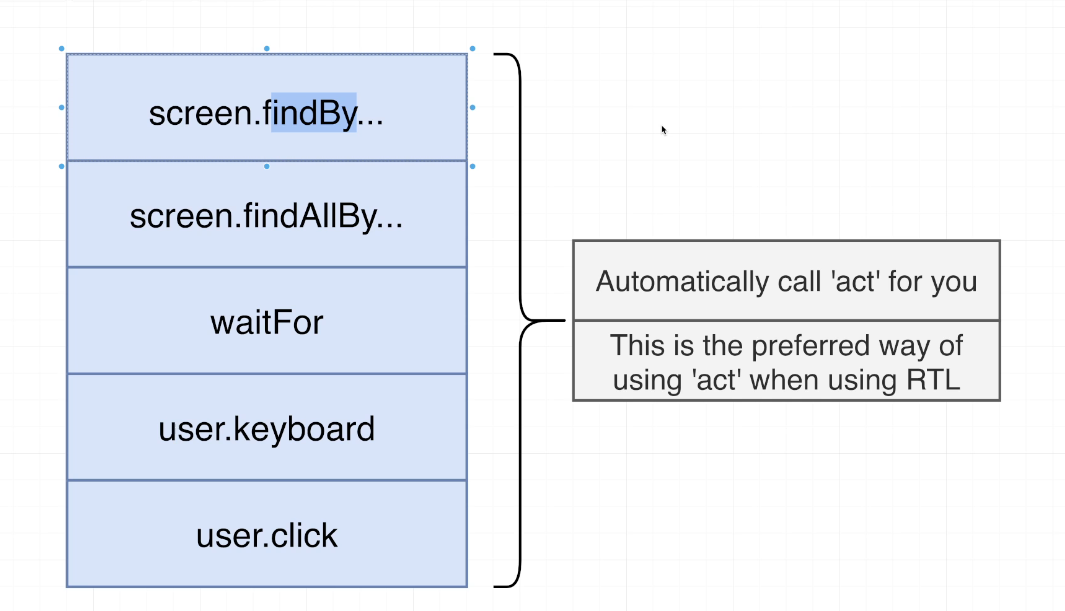 screen.findBy...
screen.findAllBy...
waitFor
user.keyboard
user.click
Automatically call 'act' for you
This is the preferred way of
using 'act' when using RTL